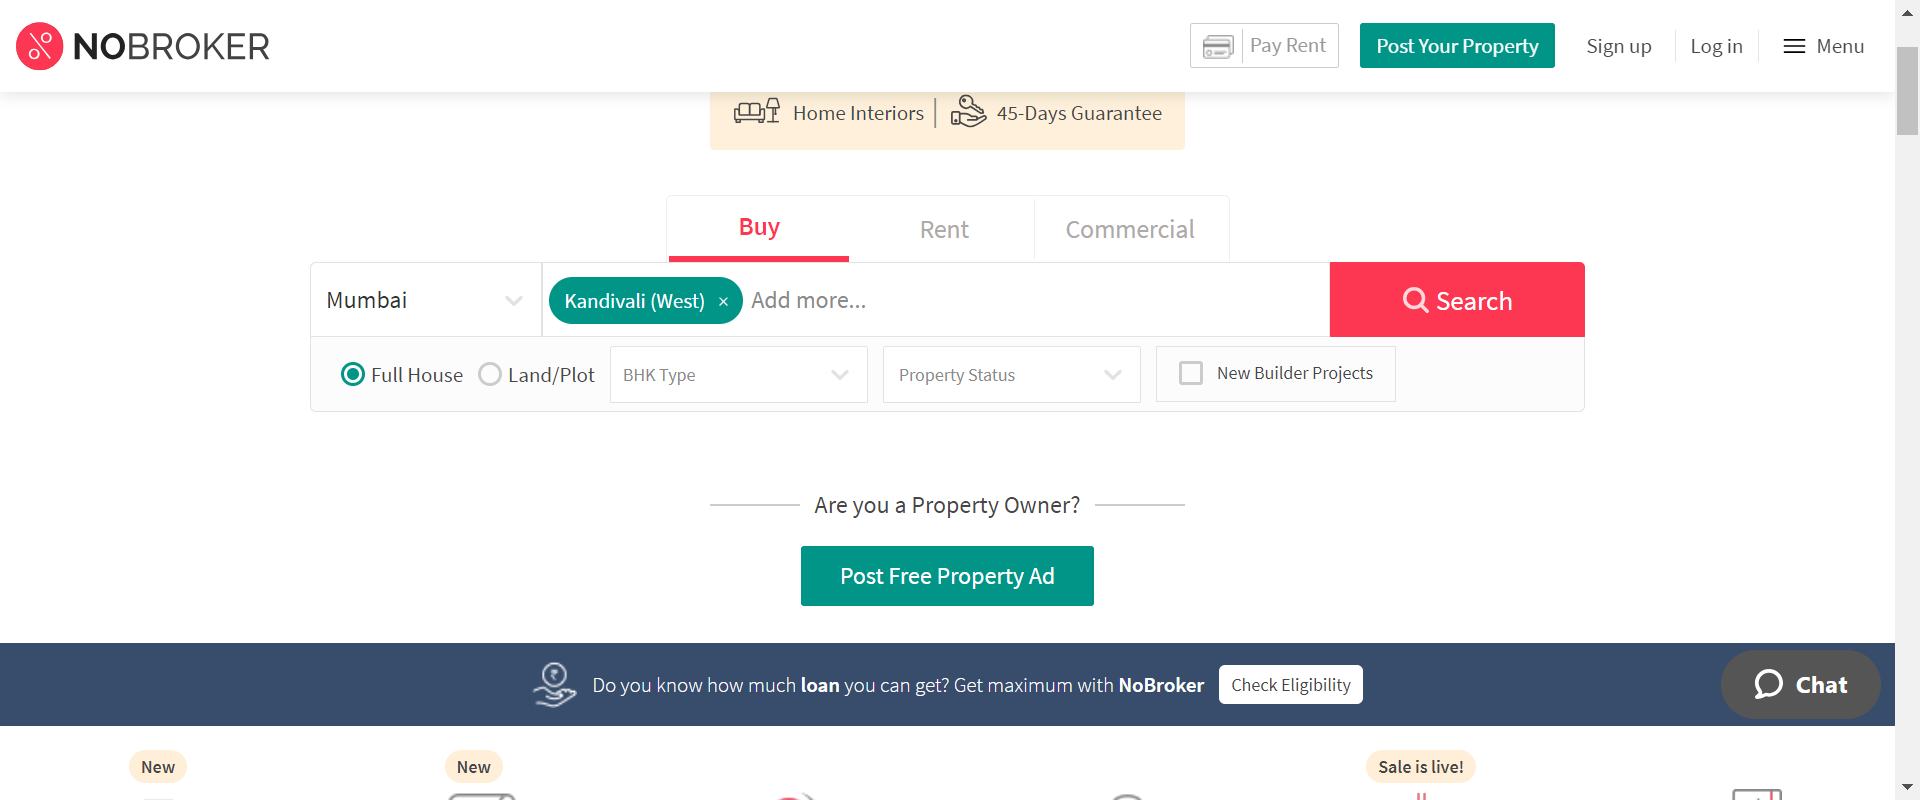 NOBROKER
Pay Rent
Post Your Property
Sign up
Log in
Menu
Home Interiors
45-Days Guarantee
Buy
Rent
Commercial
Mumbai
Kandivali (West) ×
Add more...
Search
Full House
Land/Plot
BHK Type
Property Status
New Builder Projects
Are you a Property Owner?
Post Free Property Ad
Do you know how much loan you can get? Get maximum with NoBroker
Check Eligibility
Chat
New
New
Sale is live!